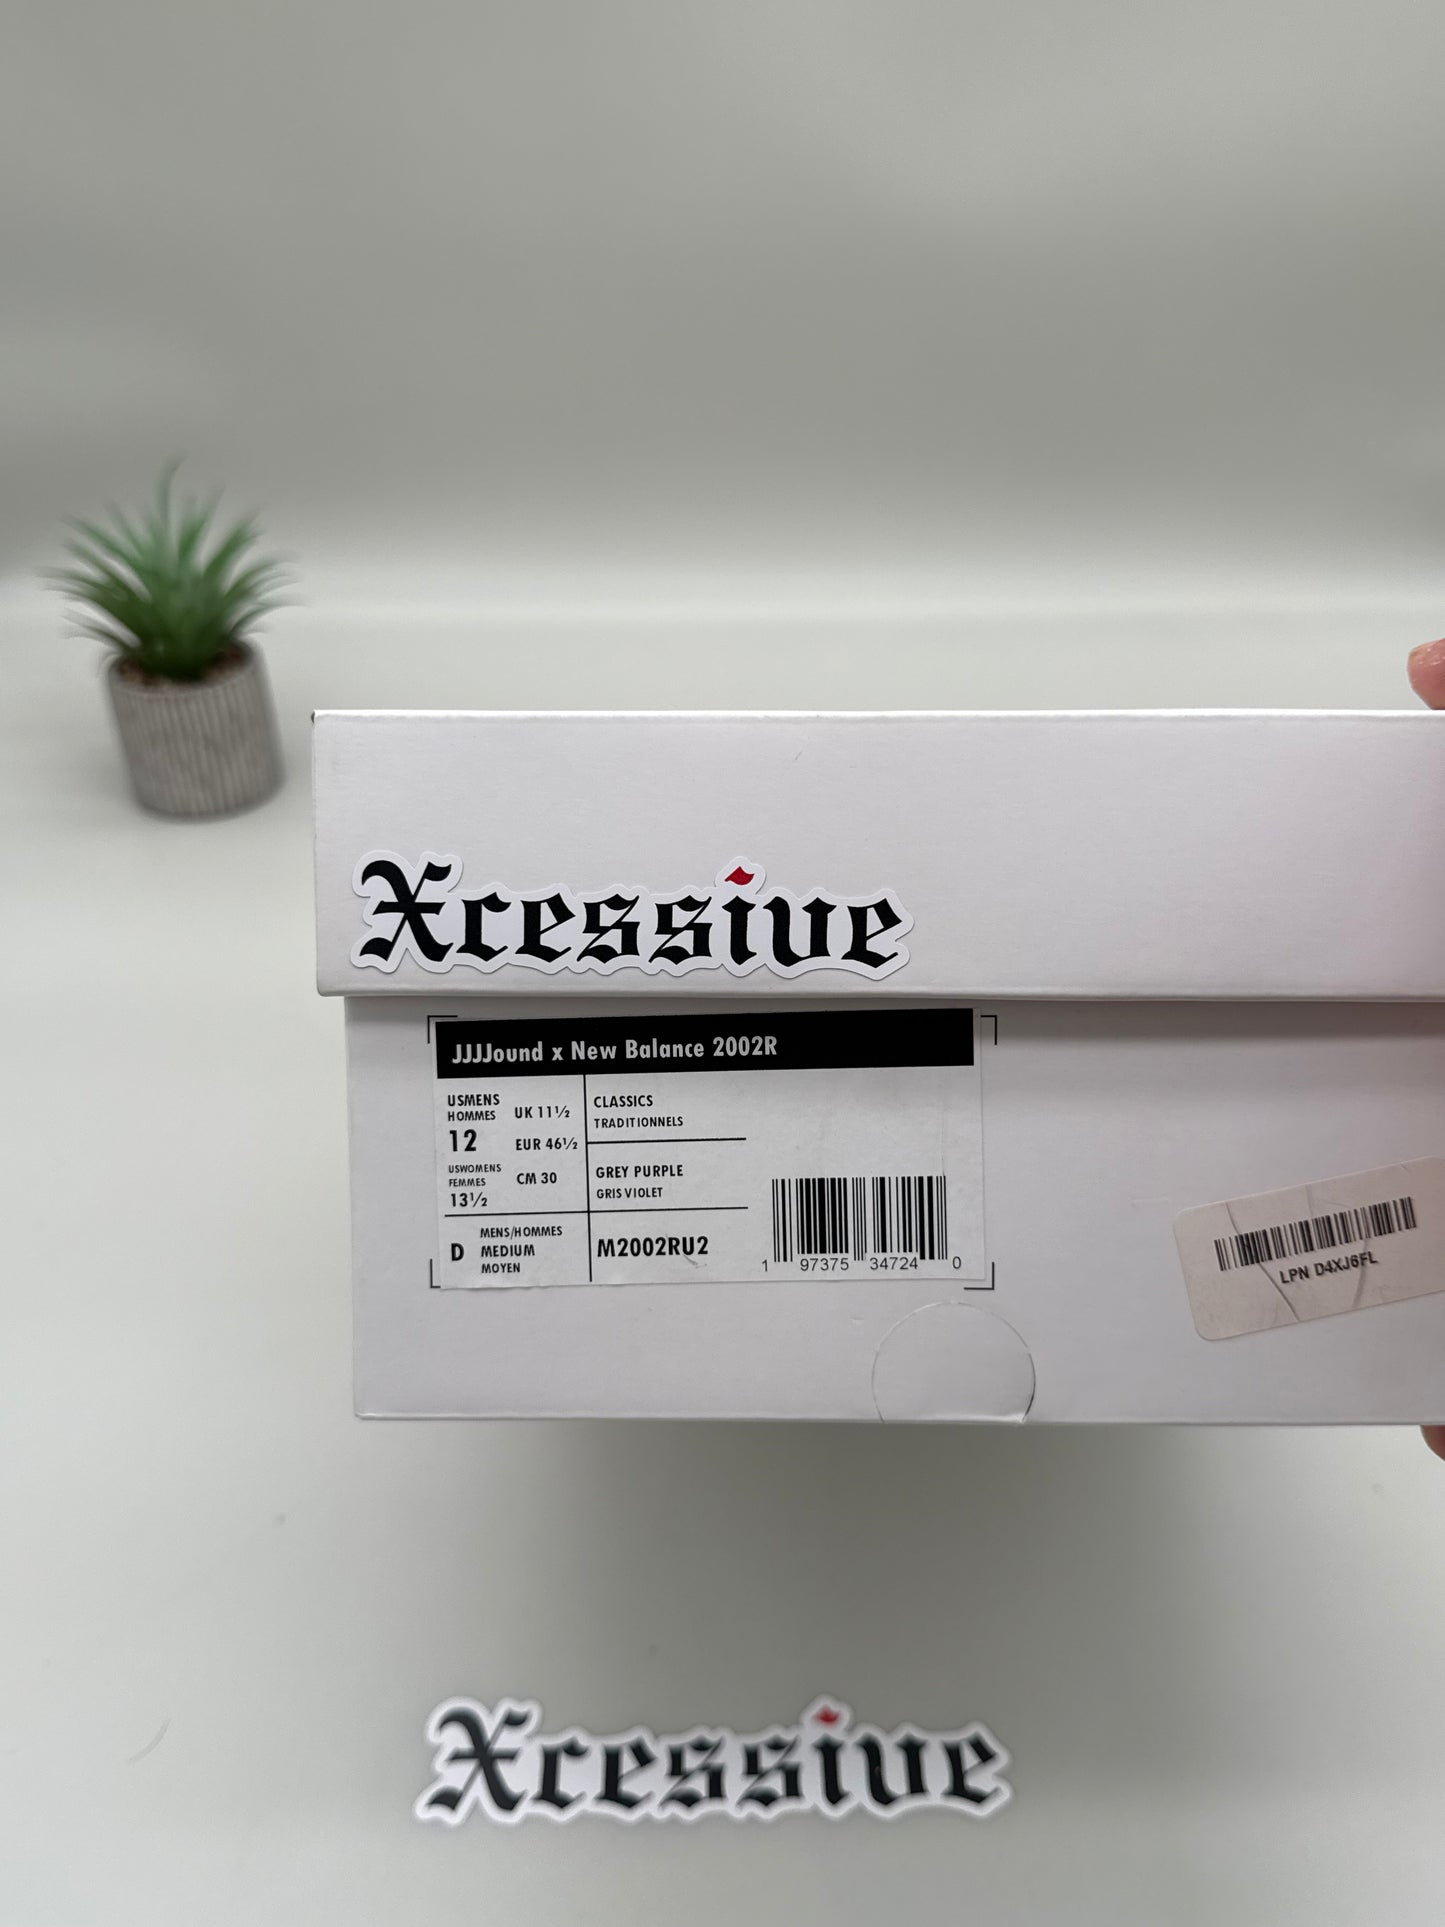 Xcessive
JJJJound x New Balance 2002R
USMENS
HOMMES
12
UK 11½
EUR 46½
USWOMENS
FEMMES
13½
CM 30
CLASSICS
TRADITIONNELS
GREY PURPLE
GRIS VIOLET
D
MENS/HOMMES
MEDIUM
MOYEN
M2002RU2
1 97375 34724 0
LPN D4XJ6FL
Xcessive